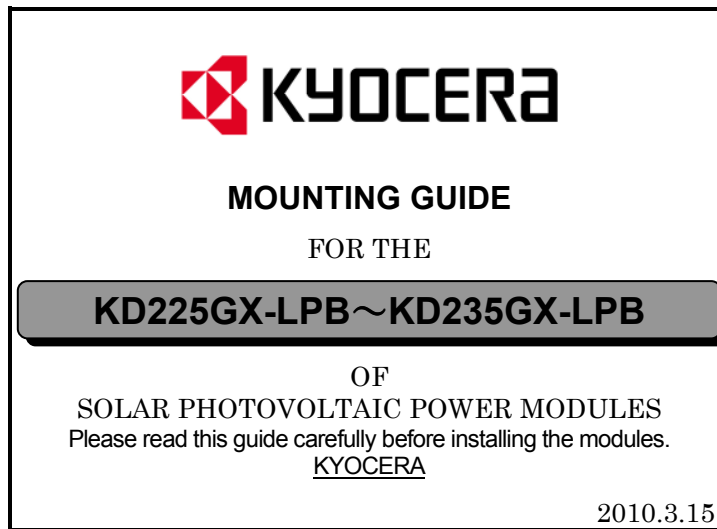 KYOCERA
MOUNTING GUIDE
FOR THE
KD225GX-LPB～KD235GX-LPB
OF
SOLAR PHOTOVOLTAIC POWER MODULES
Please read this guide carefully before installing the modules.
KYOCERA
2010.3.15